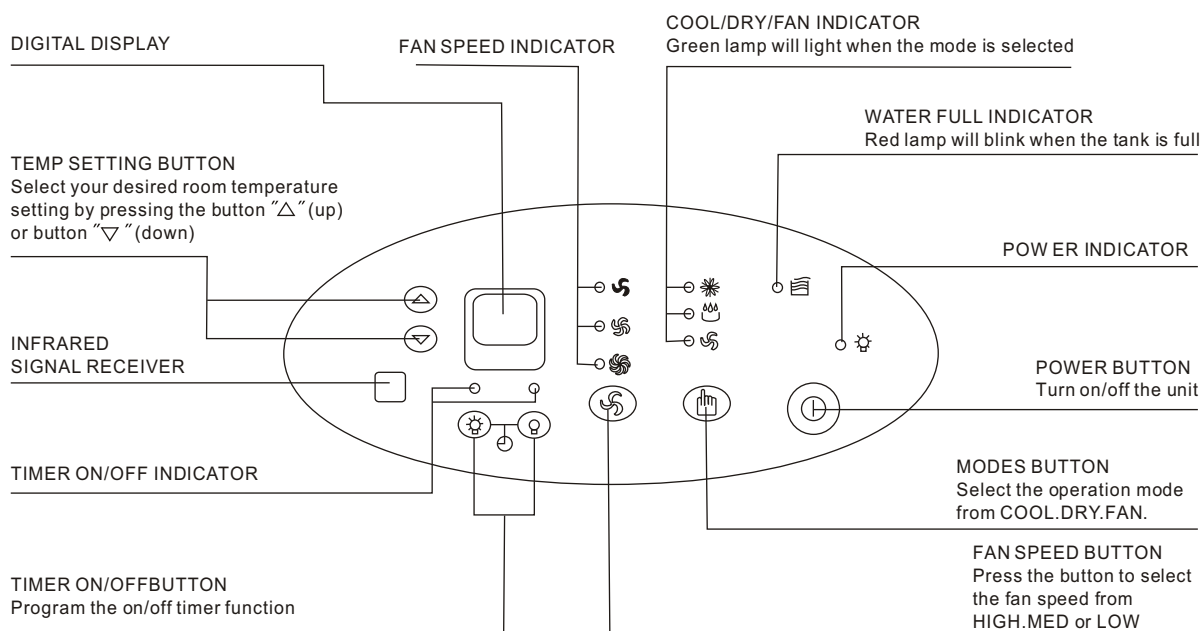 DIGITAL DISPLAY
FAN SPEED INDICATOR
COOL/DRY/FAN INDICATOR
Green lamp will light when the mode is selected
WATER FULL INDICATOR
Red lamp will blink when the tank is full
TEMP SETTING BUTTON
Select your desired room temperature
setting by pressing the button "△" (up)
or button "▽ " (down)
POW ER INDICATOR
INFRARED
SIGNAL RECEIVER
POWER BUTTON
Turn on/off the unit
TIMER ON/OFF INDICATOR
MODES BUTTON
Select the operation mode
from COOL.DRY.FAN.
TIMER ON/OFFBUTTON
Program the on/off timer function
FAN SPEED BUTTON
Press the button to select
the fan speed from
HIGH.MED or LOW